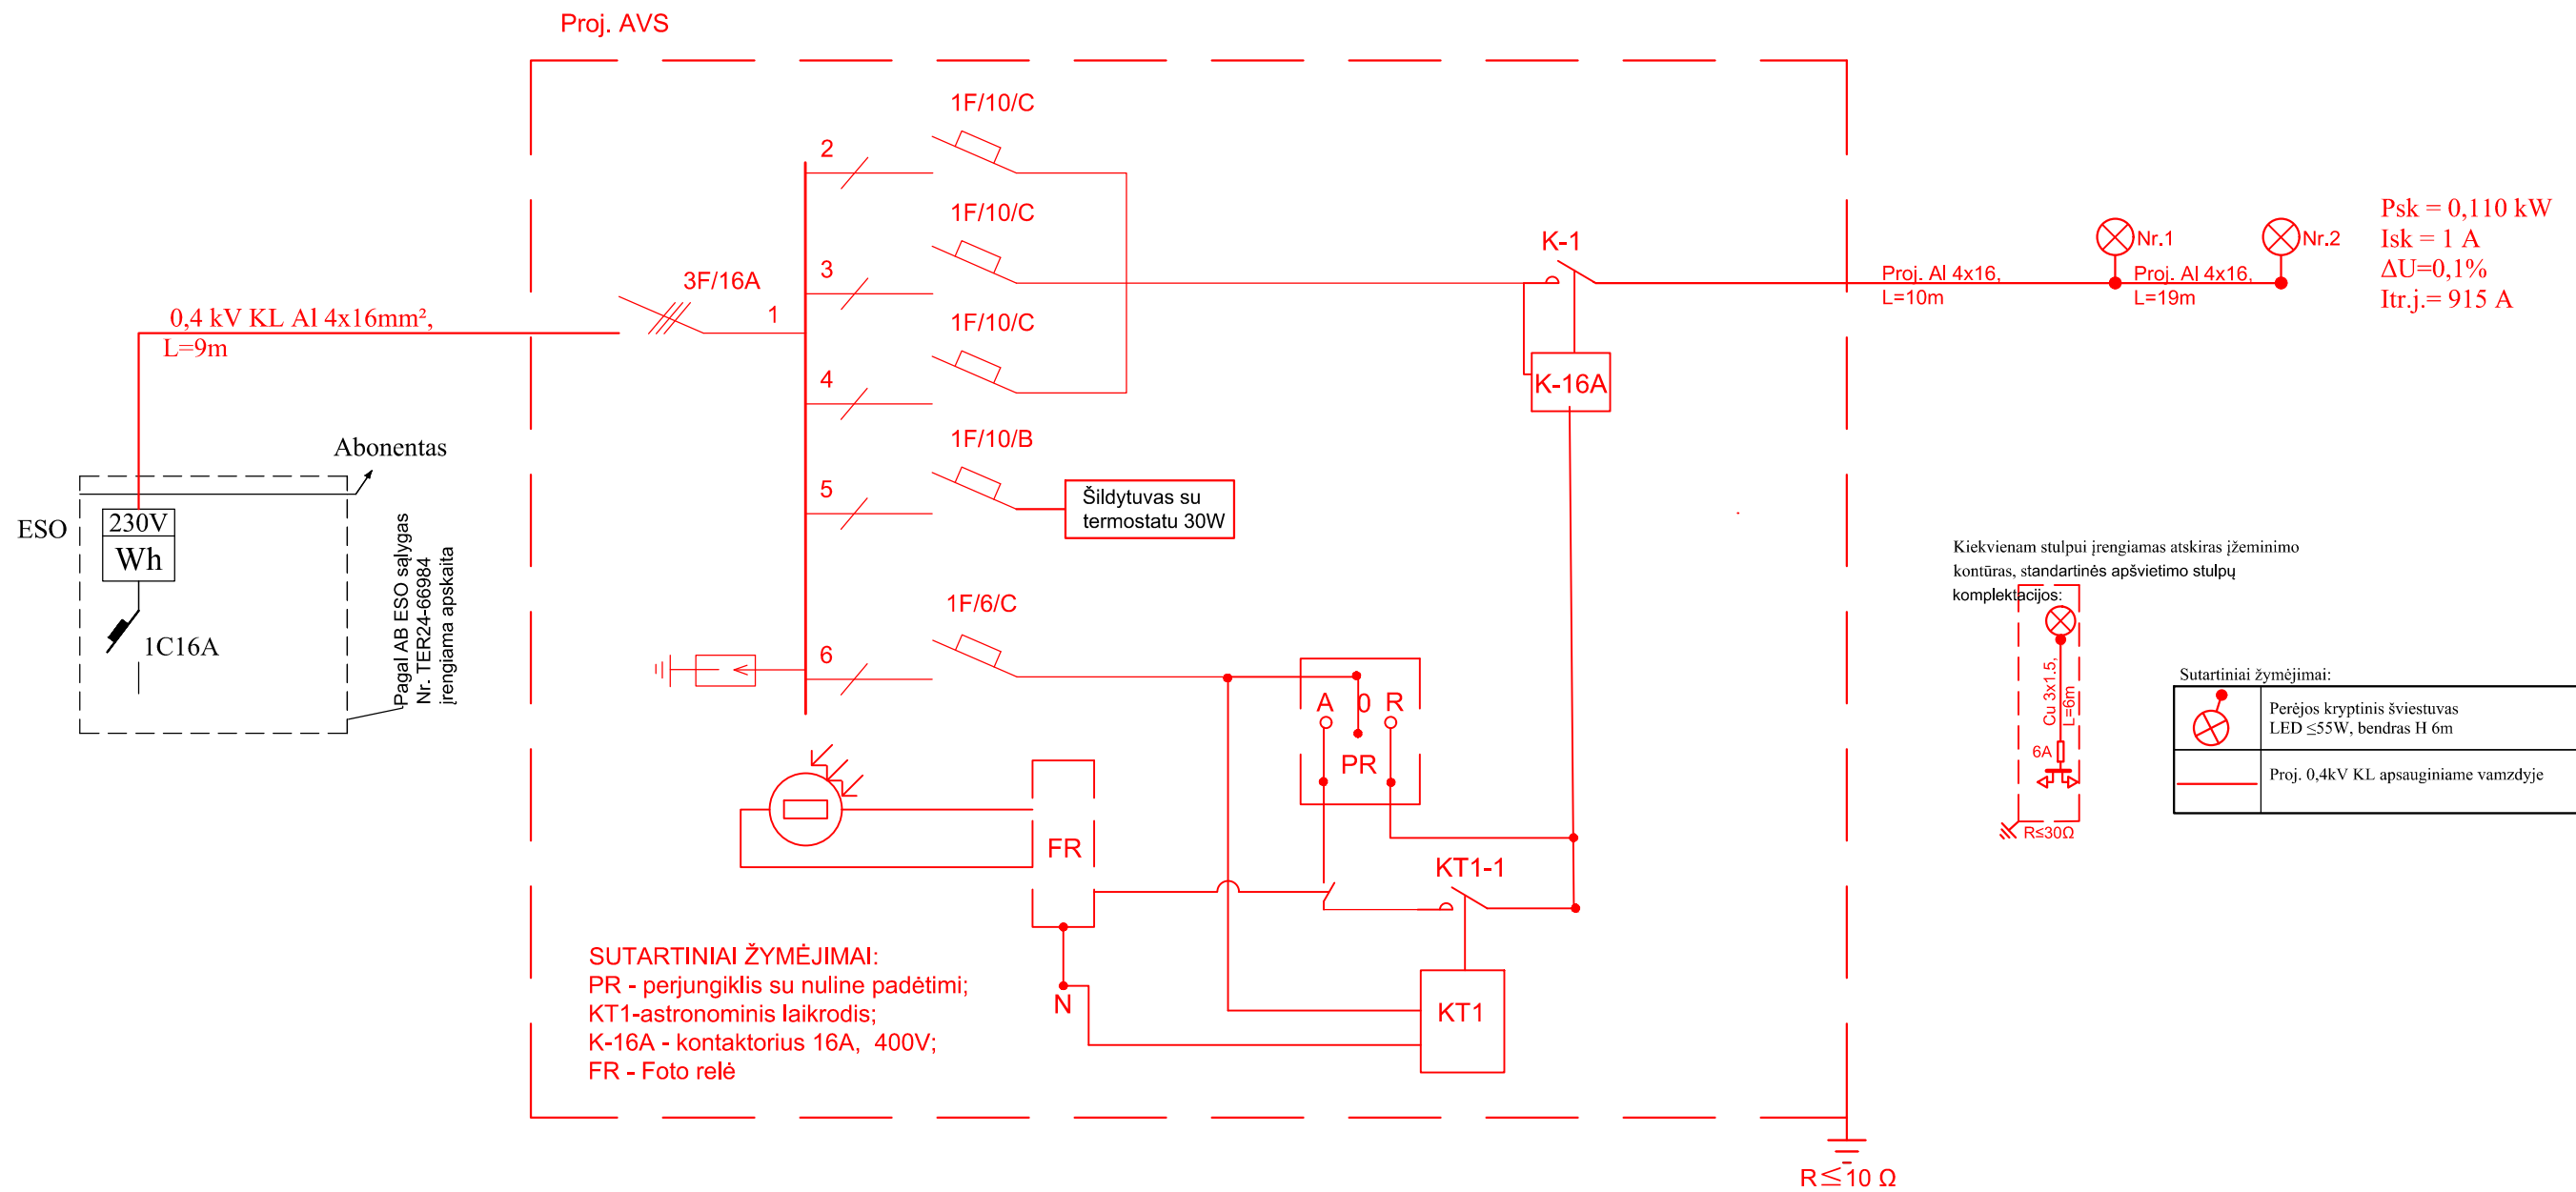 Proj. AVS
1F/10/C
2
1F/10/C
3
3F/16A
1
1F/10/C
4
1F/10/B
5
Šildytuvas su
termostatu 30W
1F/6/C
6
0,4 kV KL Al 4x16mm²,
L=9m
Abonentas
ESO
230V
Wh
1C16A
Pagal AB ESO sąlygas
Nr. TER24-66984
įrengiama apskaita
K-1
K-16A
Proj. Al 4x16,
L=10m
Nr.1
Proj. Al 4x16,
L=19m
Nr.2
Psk = 0,110 kW
Isk = 1 A
ΔU=0,1%
Itr.j.= 915 A
A
0
R
PR
FR
KT1-1
KT1
N
SUTARTINIAI ŽYMĖJIMAI:
PR - perjungiklis su nuline padėtimi;
KT1-astronominis laikrodis;
K-16A - kontaktorius 16A, 400V;
FR - Foto relė
R≤10 Ω
Kiekvienam stulpui įrengiamas atskiras įžeminimo
kontūras, standartinės apšvietimo stulpų
komplektacijos:
Cu 3x1.5,
L=6m
6A
R≤30Ω
Sutartiniai žymėjimai:
Perėjos kryptinis šviestuvas
LED ≤55W, bendras H 6m
Proj. 0,4kV KL apsauginiame vamzdyje